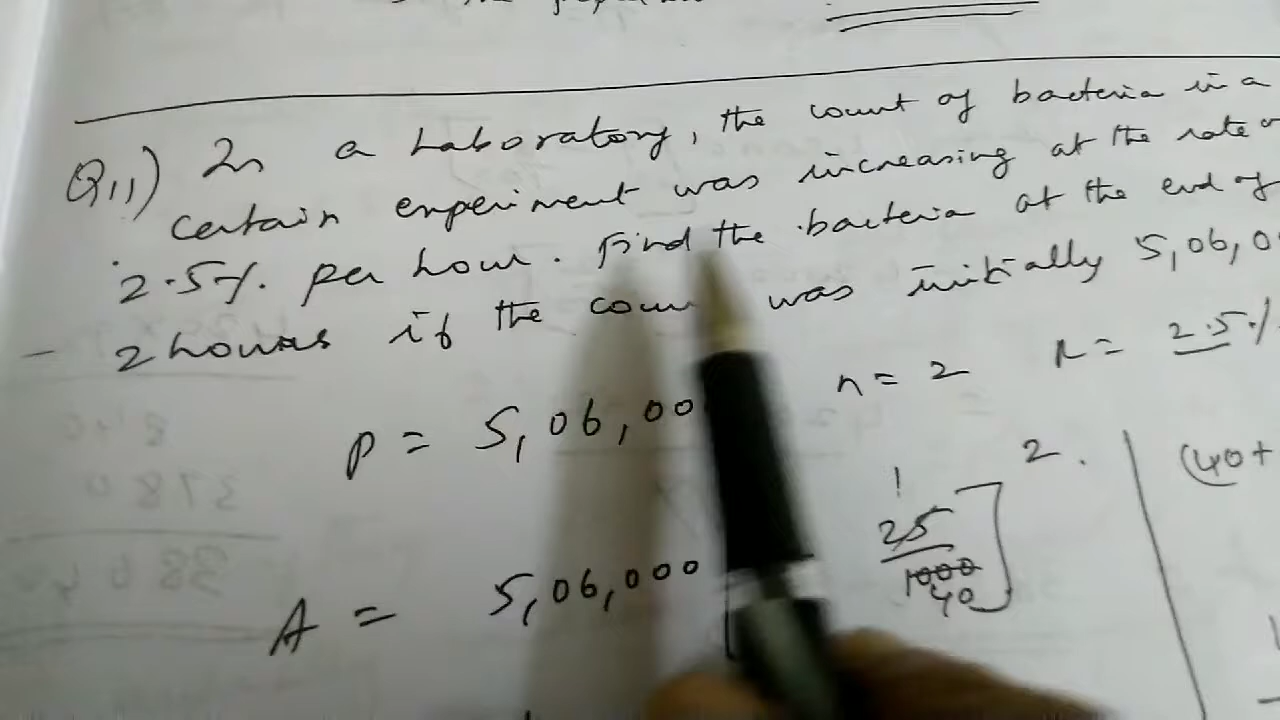 Q11) In a Laboratory, the count of bacteria in a
certain experiment was increasing at the rate
2.5%. per hour. Find the bacteria at the end of
2 hours if the was initially 5,06,0
P = 5,06,00 n = 2 R = 2.5%
A = 5,06,000 [ 1 25/1000 40 ] 2. (40+